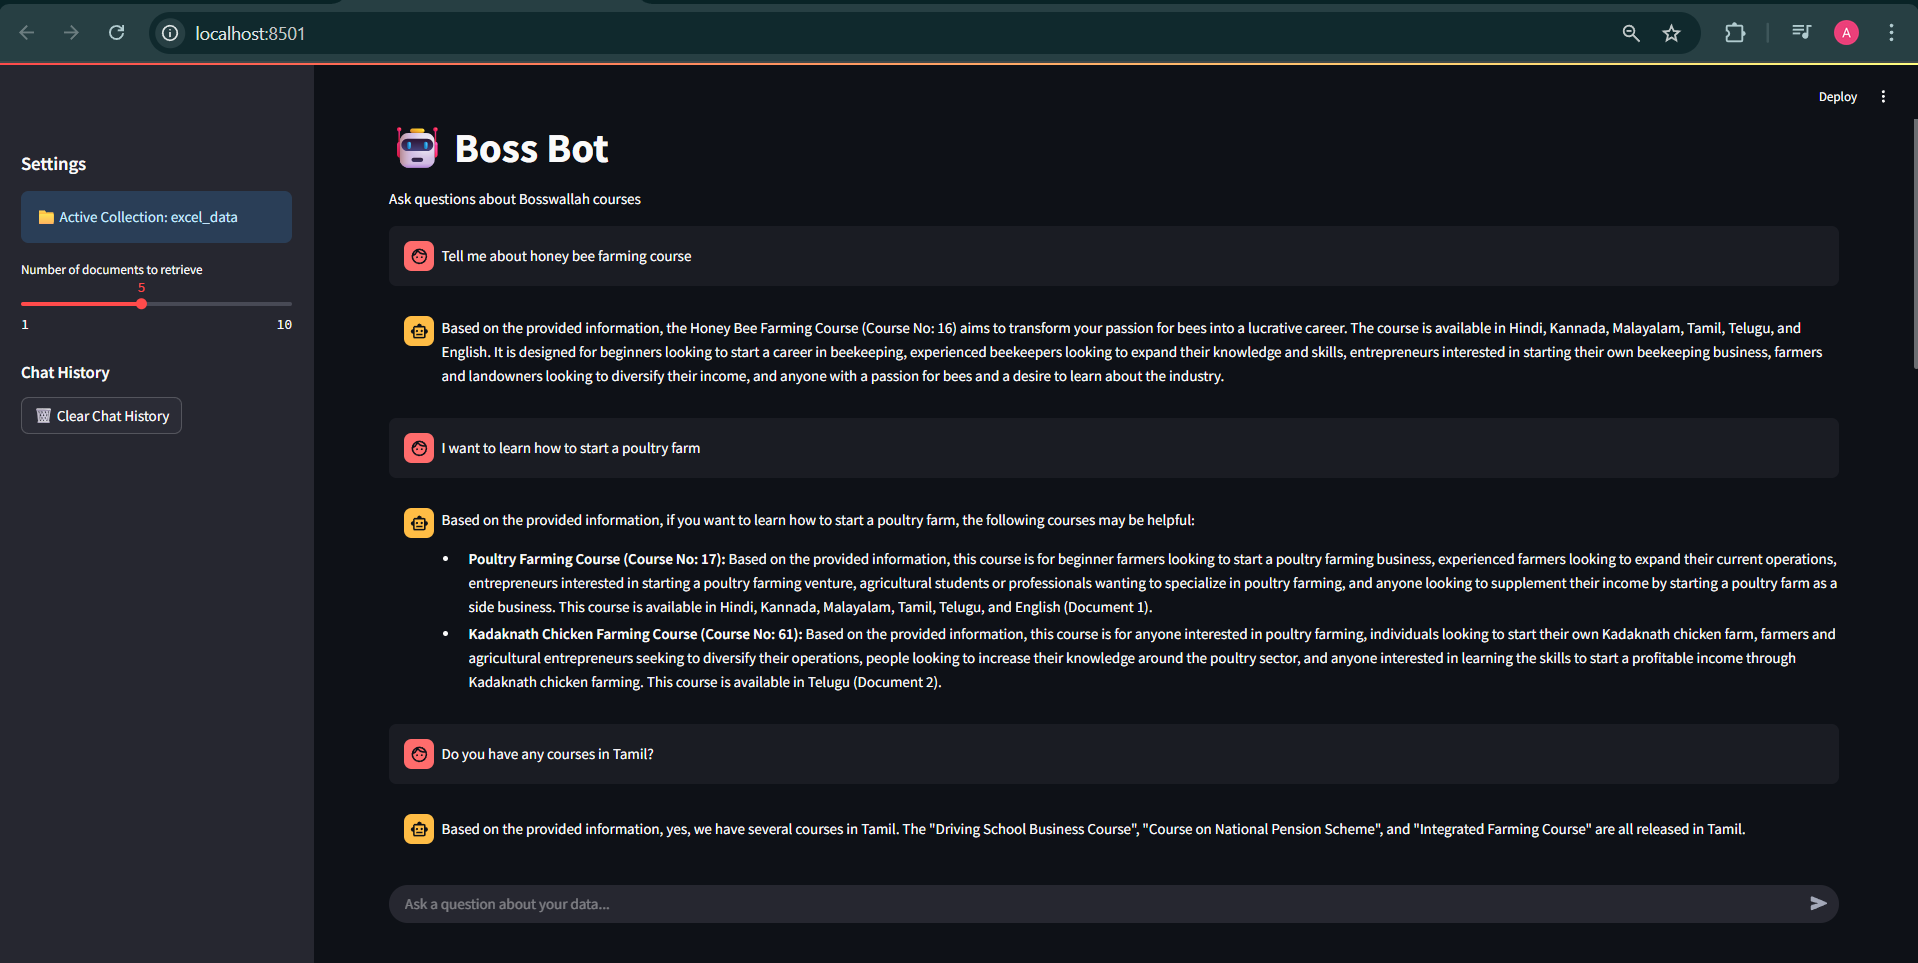 localhost:8501
A
Deploy
Settings
Active Collection: excel_data
Number of documents to retrieve
5
1 10
Chat History
Clear Chat History
Boss Bot
Ask questions about Bosswallah courses
Tell me about honey bee farming course
Based on the provided information, the Honey Bee Farming Course (Course No: 16) aims to transform your passion for bees into a lucrative career. The course is available in Hindi, Kannada, Malayalam, Tamil, Telugu, and
English. It is designed for beginners looking to start a career in beekeeping, experienced beekeepers looking to expand their knowledge and skills, entrepreneurs interested in starting their own beekeeping business, farmers
and landowners looking to diversify their income, and anyone with a passion for bees and a desire to learn about the industry.
I want to learn how to start a poultry farm
Based on the provided information, if you want to learn how to start a poultry farm, the following courses may be helpful:
• Poultry Farming Course (Course No: 17): Based on the provided information, this course is for beginner farmers looking to start a poultry farming business, experienced farmers looking to expand their current operations,
entrepreneurs interested in starting a poultry farming venture, agricultural students or professionals wanting to specialize in poultry farming, and anyone looking to supplement their income by starting a poultry farm as a
side business. This course is available in Hindi, Kannada, Malayalam, Tamil, Telugu, and English (Document 1).
• Kadaknath Chicken Farming Course (Course No: 61): Based on the provided information, this course is for anyone interested in poultry farming, individuals looking to start their own Kadaknath chicken farm, farmers and
agricultural entrepreneurs seeking to diversify their operations, people looking to increase their knowledge around the poultry sector, and anyone interested in learning the skills to start a profitable income through
Kadaknath chicken farming. This course is available in Telugu (Document 2).
Do you have any courses in Tamil?
Based on the provided information, yes, we have several courses in Tamil. The "Driving School Business Course", "Course on National Pension Scheme", and "Integrated Farming Course" are all released in Tamil.
Ask a question about your data...